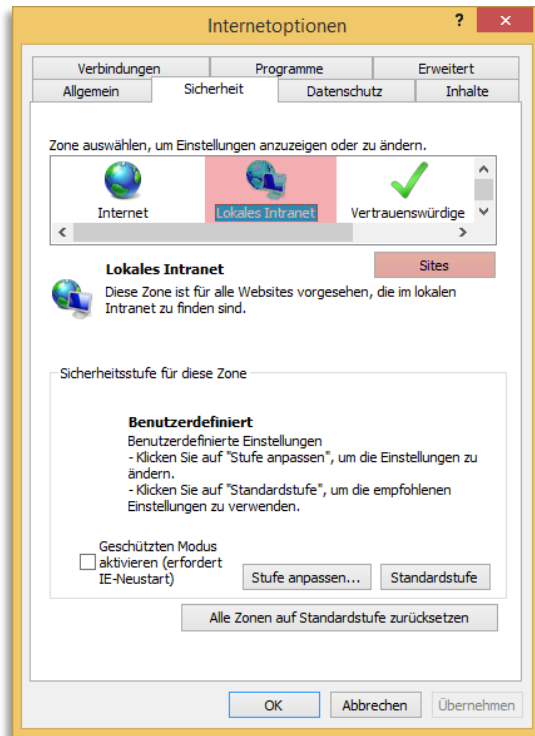 Internetoptionen
?
x
Verbindungen
Programme
Erweitert
Allgemein
Sicherheit
Datenschutz
Inhalte
Zone auswählen, um Einstellungen anzuzeigen oder zu ändern.
Internet
Lokales Intranet
Vertrauenswürdige
Lokales Intranet
Sites
Diese Zone ist für alle Websites vorgesehen, die im lokalen
Intranet zu finden sind.
Sicherheitsstufe für diese Zone
Benutzerdefiniert
Benutzerdefinierte Einstellungen
- Klicken Sie auf "Stufe anpassen", um die Einstellungen zu
ändern.
- Klicken Sie auf "Standardstufe", um die empfohlenen
Einstellungen zu verwenden.
Geschützten Modus
aktivieren (erfordert
IE-Neustart)
Stufe anpassen...
Standardstufe
Alle Zonen auf Standardstufe zurücksetzen
OK
Abbrechen
Übernehmen